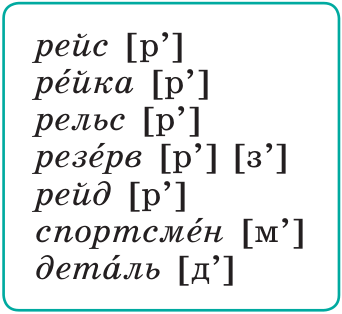 рейс [р’]
ре́йка [р’]
рельс [р’]
резе́рв [р’] [з’]
рейд [р’]
спортсме́н [м’]
дета́ль [д’]